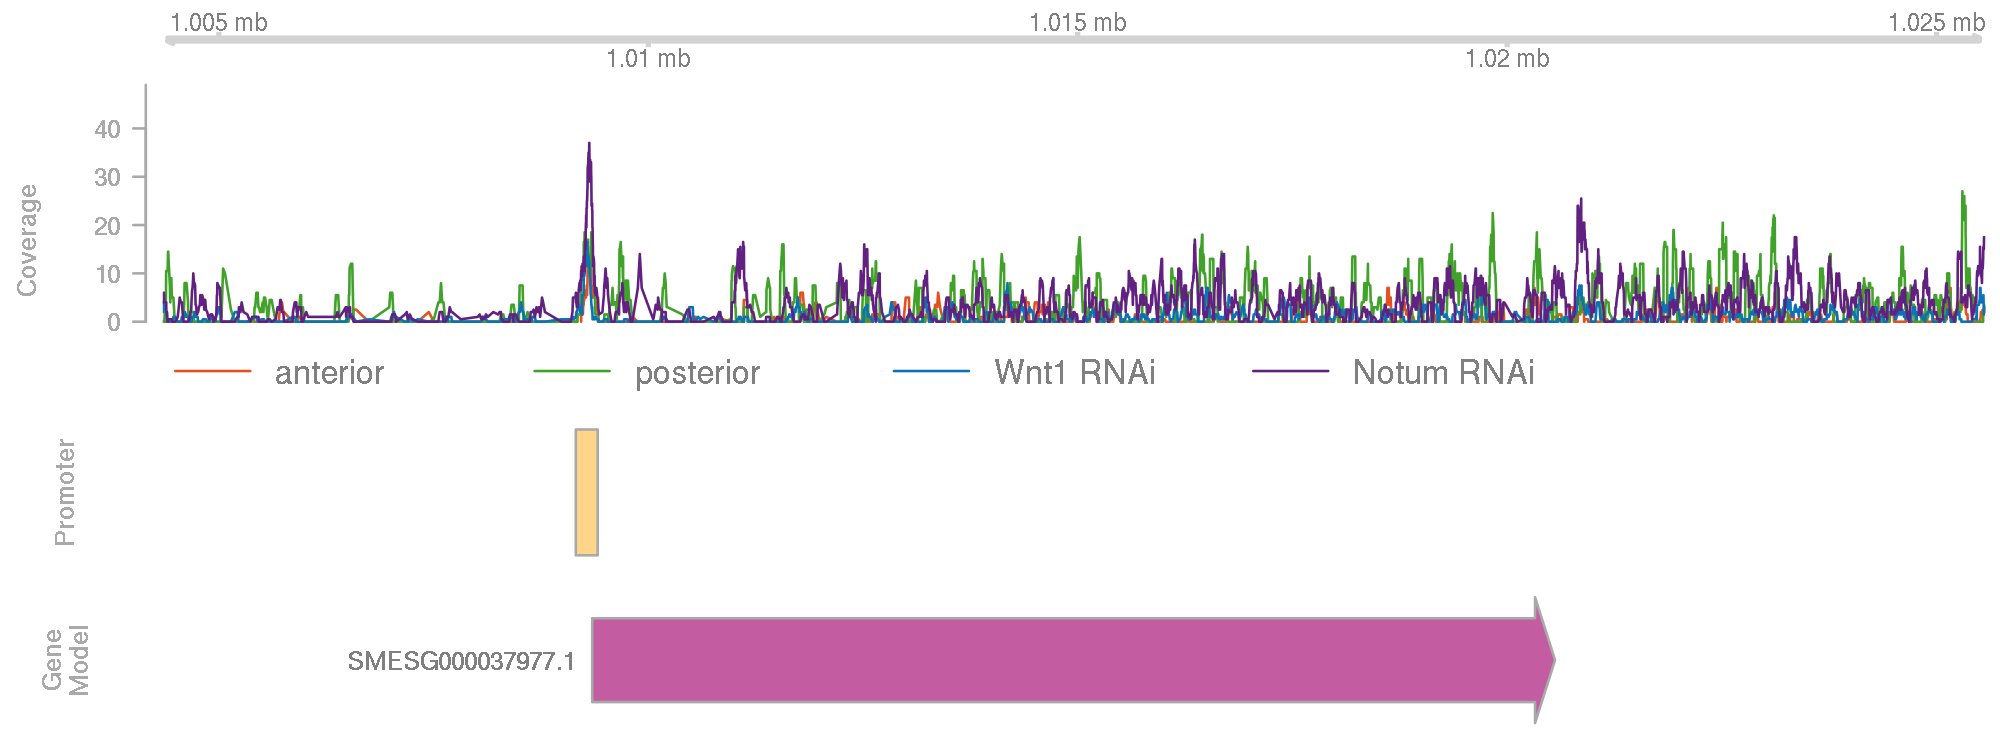 1.005 mb
1.015 mb
1.025 mb
1.01 mb
1.02 mb
Coverage
40
30
20
10
0
anterior
posterior
Wnt1 RNAi
Notum RNAi
Promoter
Gene
Model
SMESG000037977.1